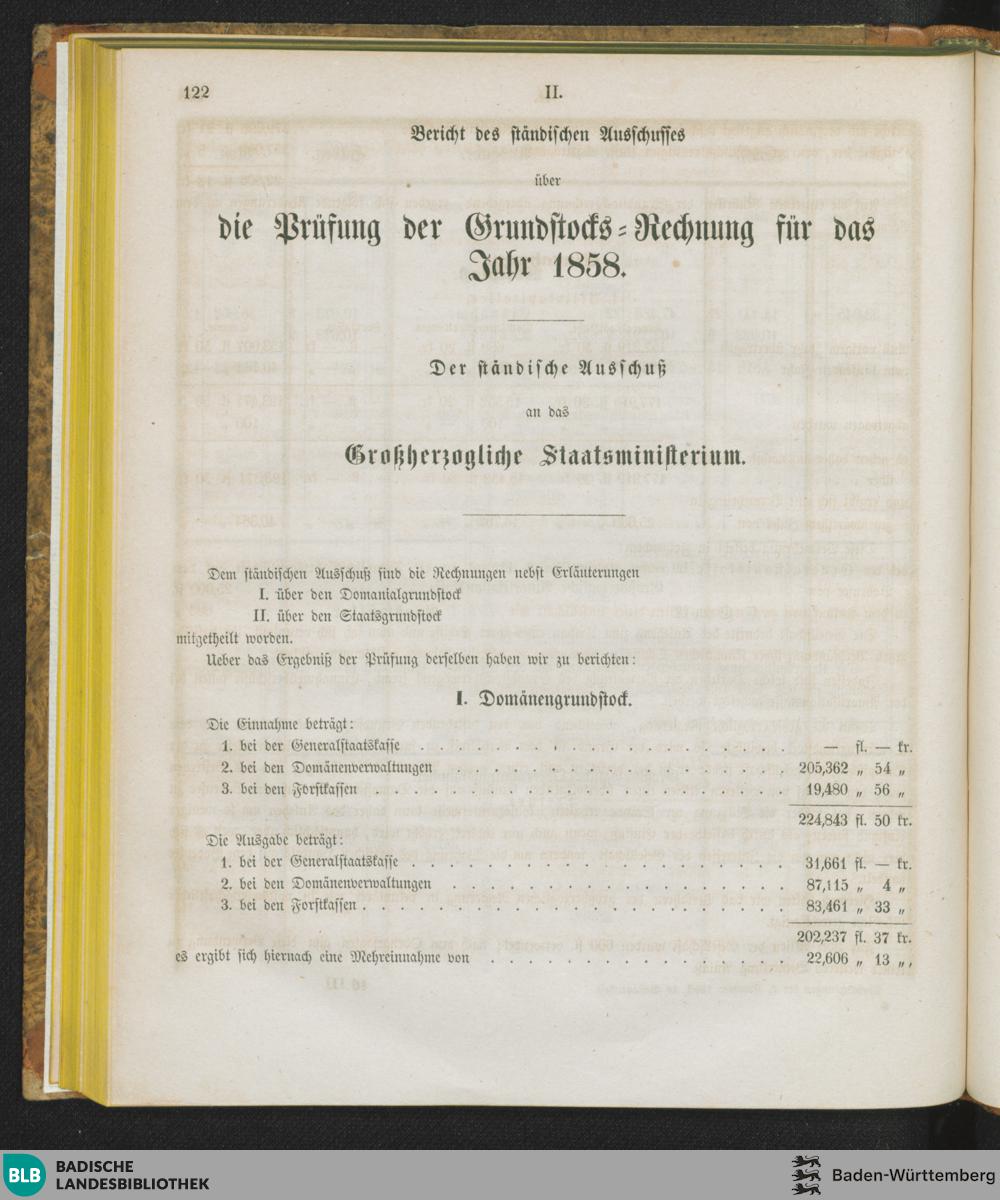 122
II.
Bericht des ständischen Ausschusses
über
die Prüfung der Grundstocks-Rechnung für das
Jahr 1858.
Der ständische Ausschuß
an das
Großherzogliche Staatsministerium.
Dem ständischen Ausschuß sind die Rechnungen nebst Erläuterungen
I. über den Domanialgrundstock
II. über den Staatsgrundstock
mitgetheilt worden.
Ueber das Ergebniß der Prüfung derselben haben wir zu berichten:
I. Domänengrundstock.
Die Einnahme beträgt:
1. bei der Generalstaatskasse . . . . . . . . . . . . . . . . — fl. — kr.
2. bei den Domänenverwaltungen . . . . . . . . . . . . . . . 205,362 „ 54 „
3. bei den Forstkassen . . . . . . . . . . . . . . . . . . . 19,480 „ 56 „
224,843 fl. 50 kr.
Die Ausgabe beträgt:
1. bei der Generalstaatskasse . . . . . . . . . . . . . . . . 31,661 fl. — kr.
2. bei den Domänenverwaltungen . . . . . . . . . . . . . . . 87,115 „ 4 „
3. bei den Forstkassen . . . . . . . . . . . . . . . . . . . 83,461 „ 33 „
202,237 fl. 37 kr.
es ergibt sich hiernach eine Mehreinnahme von . . . . . . . . . . . . . 22,606 „ 13 „,
BLB
BADISCHE
LANDESBIBLIOTHEK
Baden-Württemberg